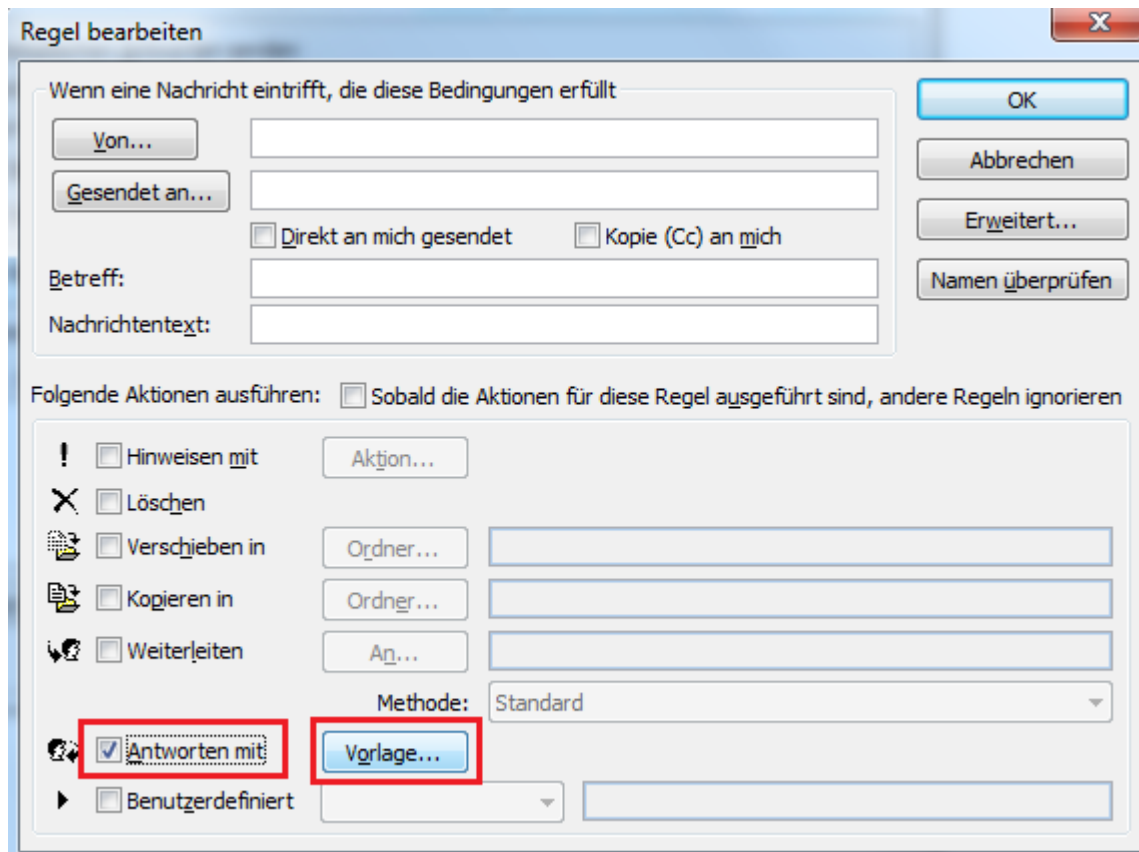 Regel bearbeiten
Wenn eine Nachricht eintrifft, die diese Bedingungen erfüllt
OK
Von...
Abbrechen
Gesendet an...
Erweitert...
Direkt an mich gesendet Kopie (Cc) an mich
Betreff:
Namen überprüfen
Nachrichtentext:
Folgende Aktionen ausführen: Sobald die Aktionen für diese Regel ausgeführt sind, andere Regeln ignorieren
Hinweisen mit Aktion...
Löschen
Verschieben in Ordner...
Kopieren in Ordner...
Weiterleiten An...
Methode: Standard
Antworten mit Vorlage...
Benutzerdefiniert